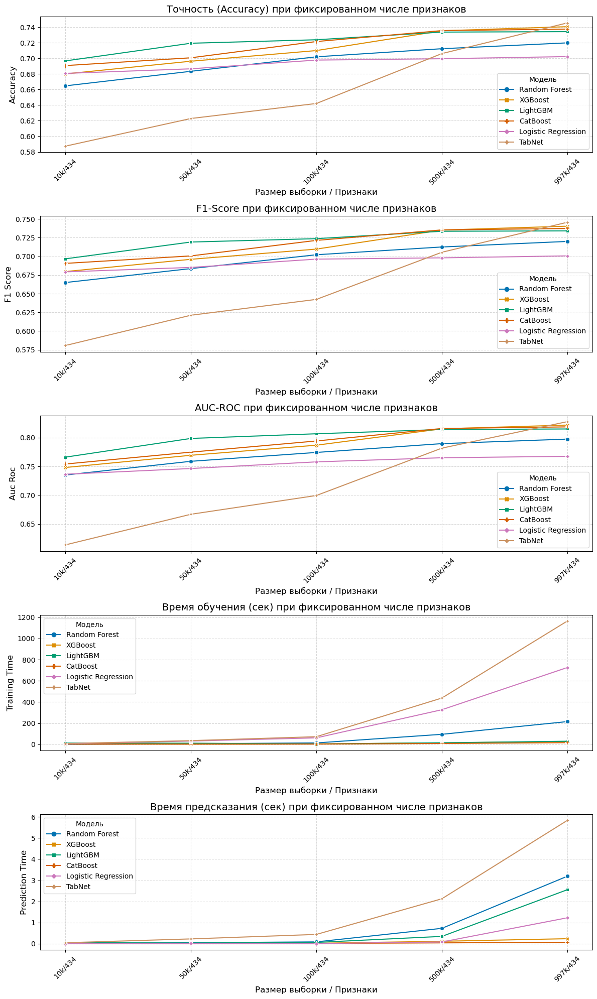 Точность (Accuracy) при фиксированном числе признаков
Accuracy
0.74
0.72
0.70
0.68
0.66
0.64
0.62
0.60
0.58
Модель
Random Forest
XGBoost
LightGBM
CatBoost
Logistic Regression
TabNet
10k/434
50k/434
100k/434
500k/434
997k/434
Размер выборки / Признаки
F1-Score при фиксированном числе признаков
F1 Score
0.750
0.725
0.700
0.675
0.650
0.625
0.600
0.575
Модель
Random Forest
XGBoost
LightGBM
CatBoost
Logistic Regression
TabNet
10k/434
50k/434
100k/434
500k/434
997k/434
Размер выборки / Признаки
AUC-ROC при фиксированном числе признаков
Auc Roc
0.80
0.75
0.70
0.65
Модель
Random Forest
XGBoost
LightGBM
CatBoost
Logistic Regression
TabNet
10k/434
50k/434
100k/434
500k/434
997k/434
Размер выборки / Признаки
Время обучения (сек) при фиксированном числе признаков
Training Time
1200
1000
800
600
400
200
0
Модель
Random Forest
XGBoost
LightGBM
CatBoost
Logistic Regression
TabNet
10k/434
50k/434
100k/434
500k/434
997k/434
Размер выборки / Признаки
Время предсказания (сек) при фиксированном числе признаков
Prediction Time
6
5
4
3
2
1
0
Модель
Random Forest
XGBoost
LightGBM
CatBoost
Logistic Regression
TabNet
10k/434
50k/434
100k/434
500k/434
997k/434
Размер выборки / Признаки